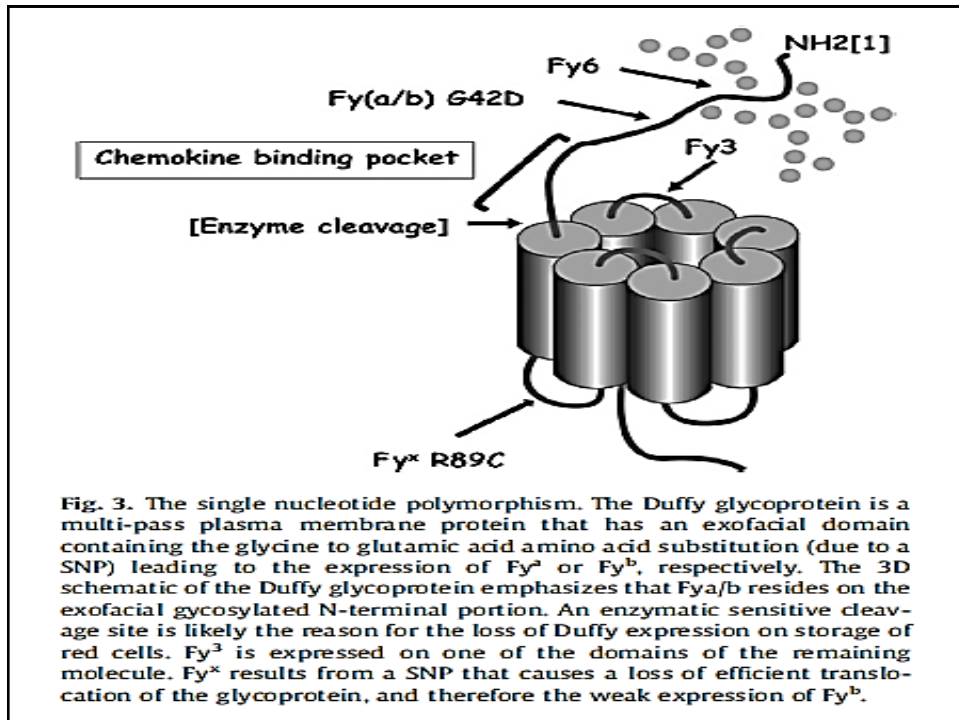 NH2[1]
Fy6
Fy(a/b) G42D
Fy3
Chemokine binding pocket
[Enzyme cleavage]
Fyˣ R89C
Fig. 3. The single nucleotide polymorphism. The Duffy glycoprotein is a
multi-pass plasma membrane protein that has an exofacial domain
containing the glycine to glutamic acid amino acid substitution (due to a
SNP) leading to the expression of Fyᵃ or Fyᵇ, respectively. The 3D
schematic of the Duffy glycoprotein emphasizes that Fya/b resides on the
exofacial gycosylated N-terminal portion. An enzymatic sensitive cleav-
age site is likely the reason for the loss of Duffy expression on storage of
red cells. Fy³ is expressed on one of the domains of the remaining
molecule. Fyˣ results from a SNP that causes a loss of efficient translo-
cation of the glycoprotein, and therefore the weak expression of Fyᵇ.